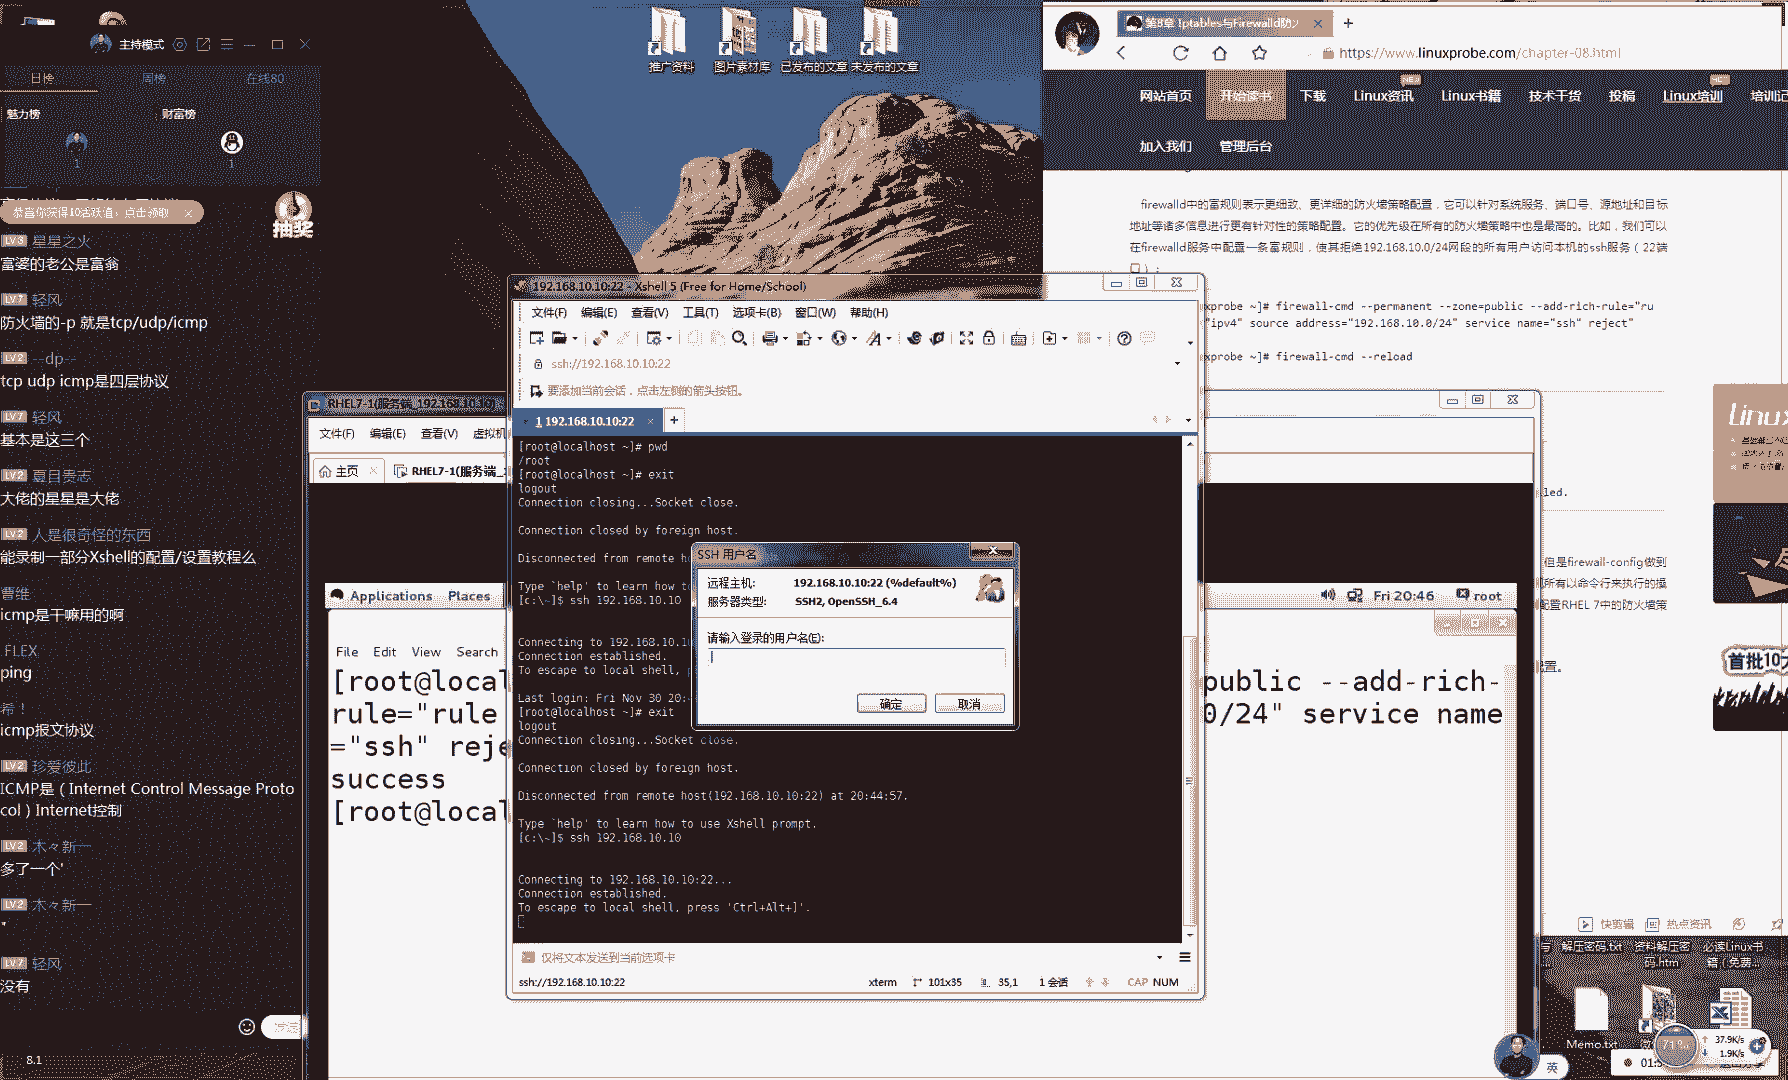 主持模式
日榜
周榜
在线80
魅力榜
财富榜
1
1
恭喜你获得10活跃值，点击领取
抽奖
LV3 星星之火
富婆的老公是富翁
LV7 轻风
防火墙的-p 就是tcp/udp/icmp
LV2 --dp--
tcp udp icmp是四层协议
LV7 轻风
基本是这三个
LV2 夏目贵志
大佬的星星是大佬
LV2 人是很奇怪的东西
能录制一部分Xshell的配置/设置教程么
曹维
icmp是干嘛用的啊
FLEX
ping
希！
icmp报文协议
LV2 珍爱彼此
ICMP是（Internet Control Message Proto
col）Internet控制
LV2 木々新一
多了一个'
LV2 木々新一
"
LV7 轻风
没有
8.1
推广资料
图片素材库
已发布的文章
未发布的文章
第8章 Iptables与Firewalld防
https://www.linuxprobe.com/chapter-08.html
网站首页
开始读书
下载
Linux资讯
Linux书籍
技术干货
投稿
Linux培训
培训记
加入我们
管理后台
firewalld中的富规则表示更细致、更详细的防火墙策略配置，它可以针对系统服务、端口号、源地址和目标
地址等诸多信息进行更有针对性的策略配置。它的优先级在所有的防火墙策略中也是最高的。比如，我们可以
在firewalld服务中配置一条富规则，使其拒绝192.168.10.0/24网段的所有用户访问本机的ssh服务（22端
口）：
xprobe ~]# firewall-cmd --permanent --zone=public --add-rich-rule="ru
"ipv4" source address="192.168.10.0/24" service name="ssh" reject"
xprobe ~]# firewall-cmd --reload
led.
但是firewall-config做到
所有以命令行来执行的操
配置RHEL 7中的防火墙策
置。
首批10大
192.168.10.10:22 - Xshell 5 (Free for Home/School)
文件(F) 编辑(E) 查看(V) 工具(T) 选项卡(B) 窗口(W) 帮助(H)
ssh://192.168.10.10:22
要添加当前会话，点击左侧的箭头按钮。
1 192.168.10.10:22
[root@localhost ~]# pwd
/root
[root@localhost ~]# exit
logout
Connection closing...Socket close.
Connection closed by foreign host.
Disconnected from remote h
Type `help' to learn how t
[c:\~]$ ssh 192.168.10.10
Connecting to 192.168.10.1
Connection established.
To escape to local shell,
Last login: Fri Nov 30 20:
[root@localhost ~]# exit
logout
Connection closing...Socket close.
Connection closed by foreign host.
Disconnected from remote host(192.168.10.10:22) at 20:44:57.
Type `help' to learn how to use Xshell prompt.
[c:\~]$ ssh 192.168.10.10
Connecting to 192.168.10.10:22...
Connection established.
To escape to local shell, press 'Ctrl+Alt+]'.
仅将文本发送到当前选项卡
ssh://192.168.10.10:22
xterm
101x35
35,1
1 会话
CAP NUM
SSH 用户名
远程主机: 192.168.10.10:22 (%default%)
服务器类型: SSH2, OpenSSH_6.4
请输入登录的用户名(E):
确定
取消
RHEL7-1(服务端_192.168.10.10)
文件(F) 编辑(E) 查看(V) 虚拟机
主页
RHEL7-1(服务端_
Applications Places
Fri 20:46
root
File Edit View Search
[root@local
public --add-rich-
rule="rule
0/24" service name
="ssh" reje
success
[root@local
快剪辑
热点资讯
解压密码.txt
资料解压密
码.htm
必读Linux书
籍（免费...
Memo.txt
71%
37.9K/s
1.9K/s
英